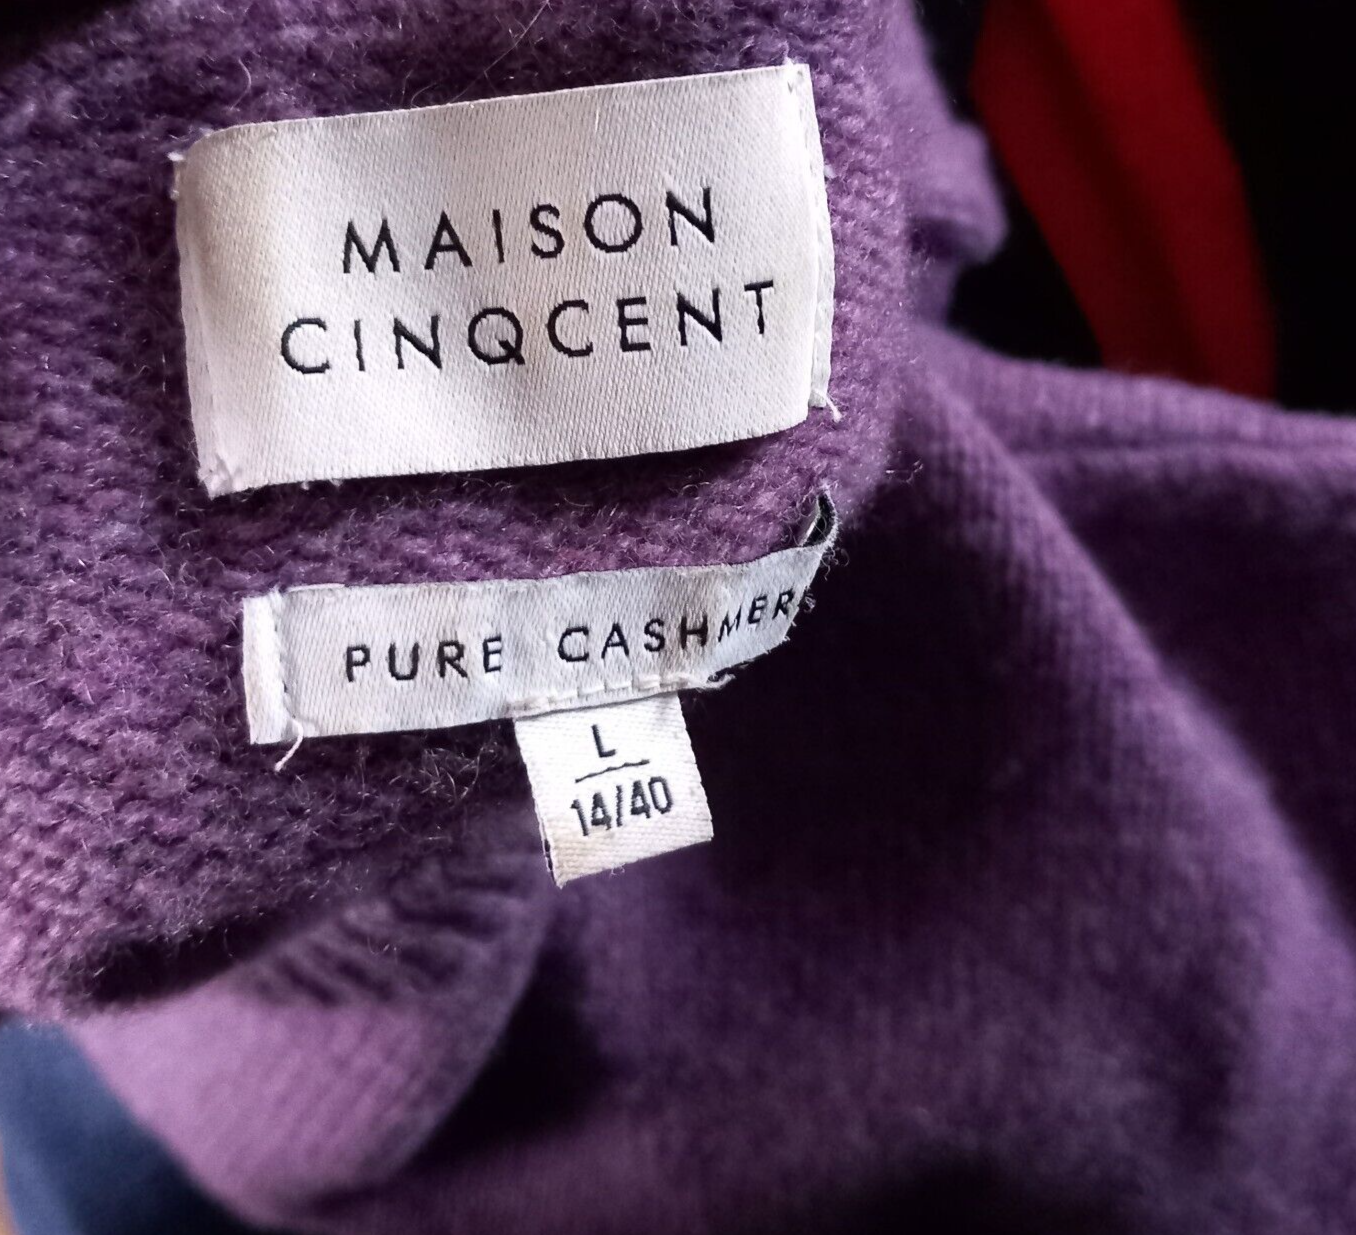 MAISON
CINQCENT
PURE CASHMER
L
14/40